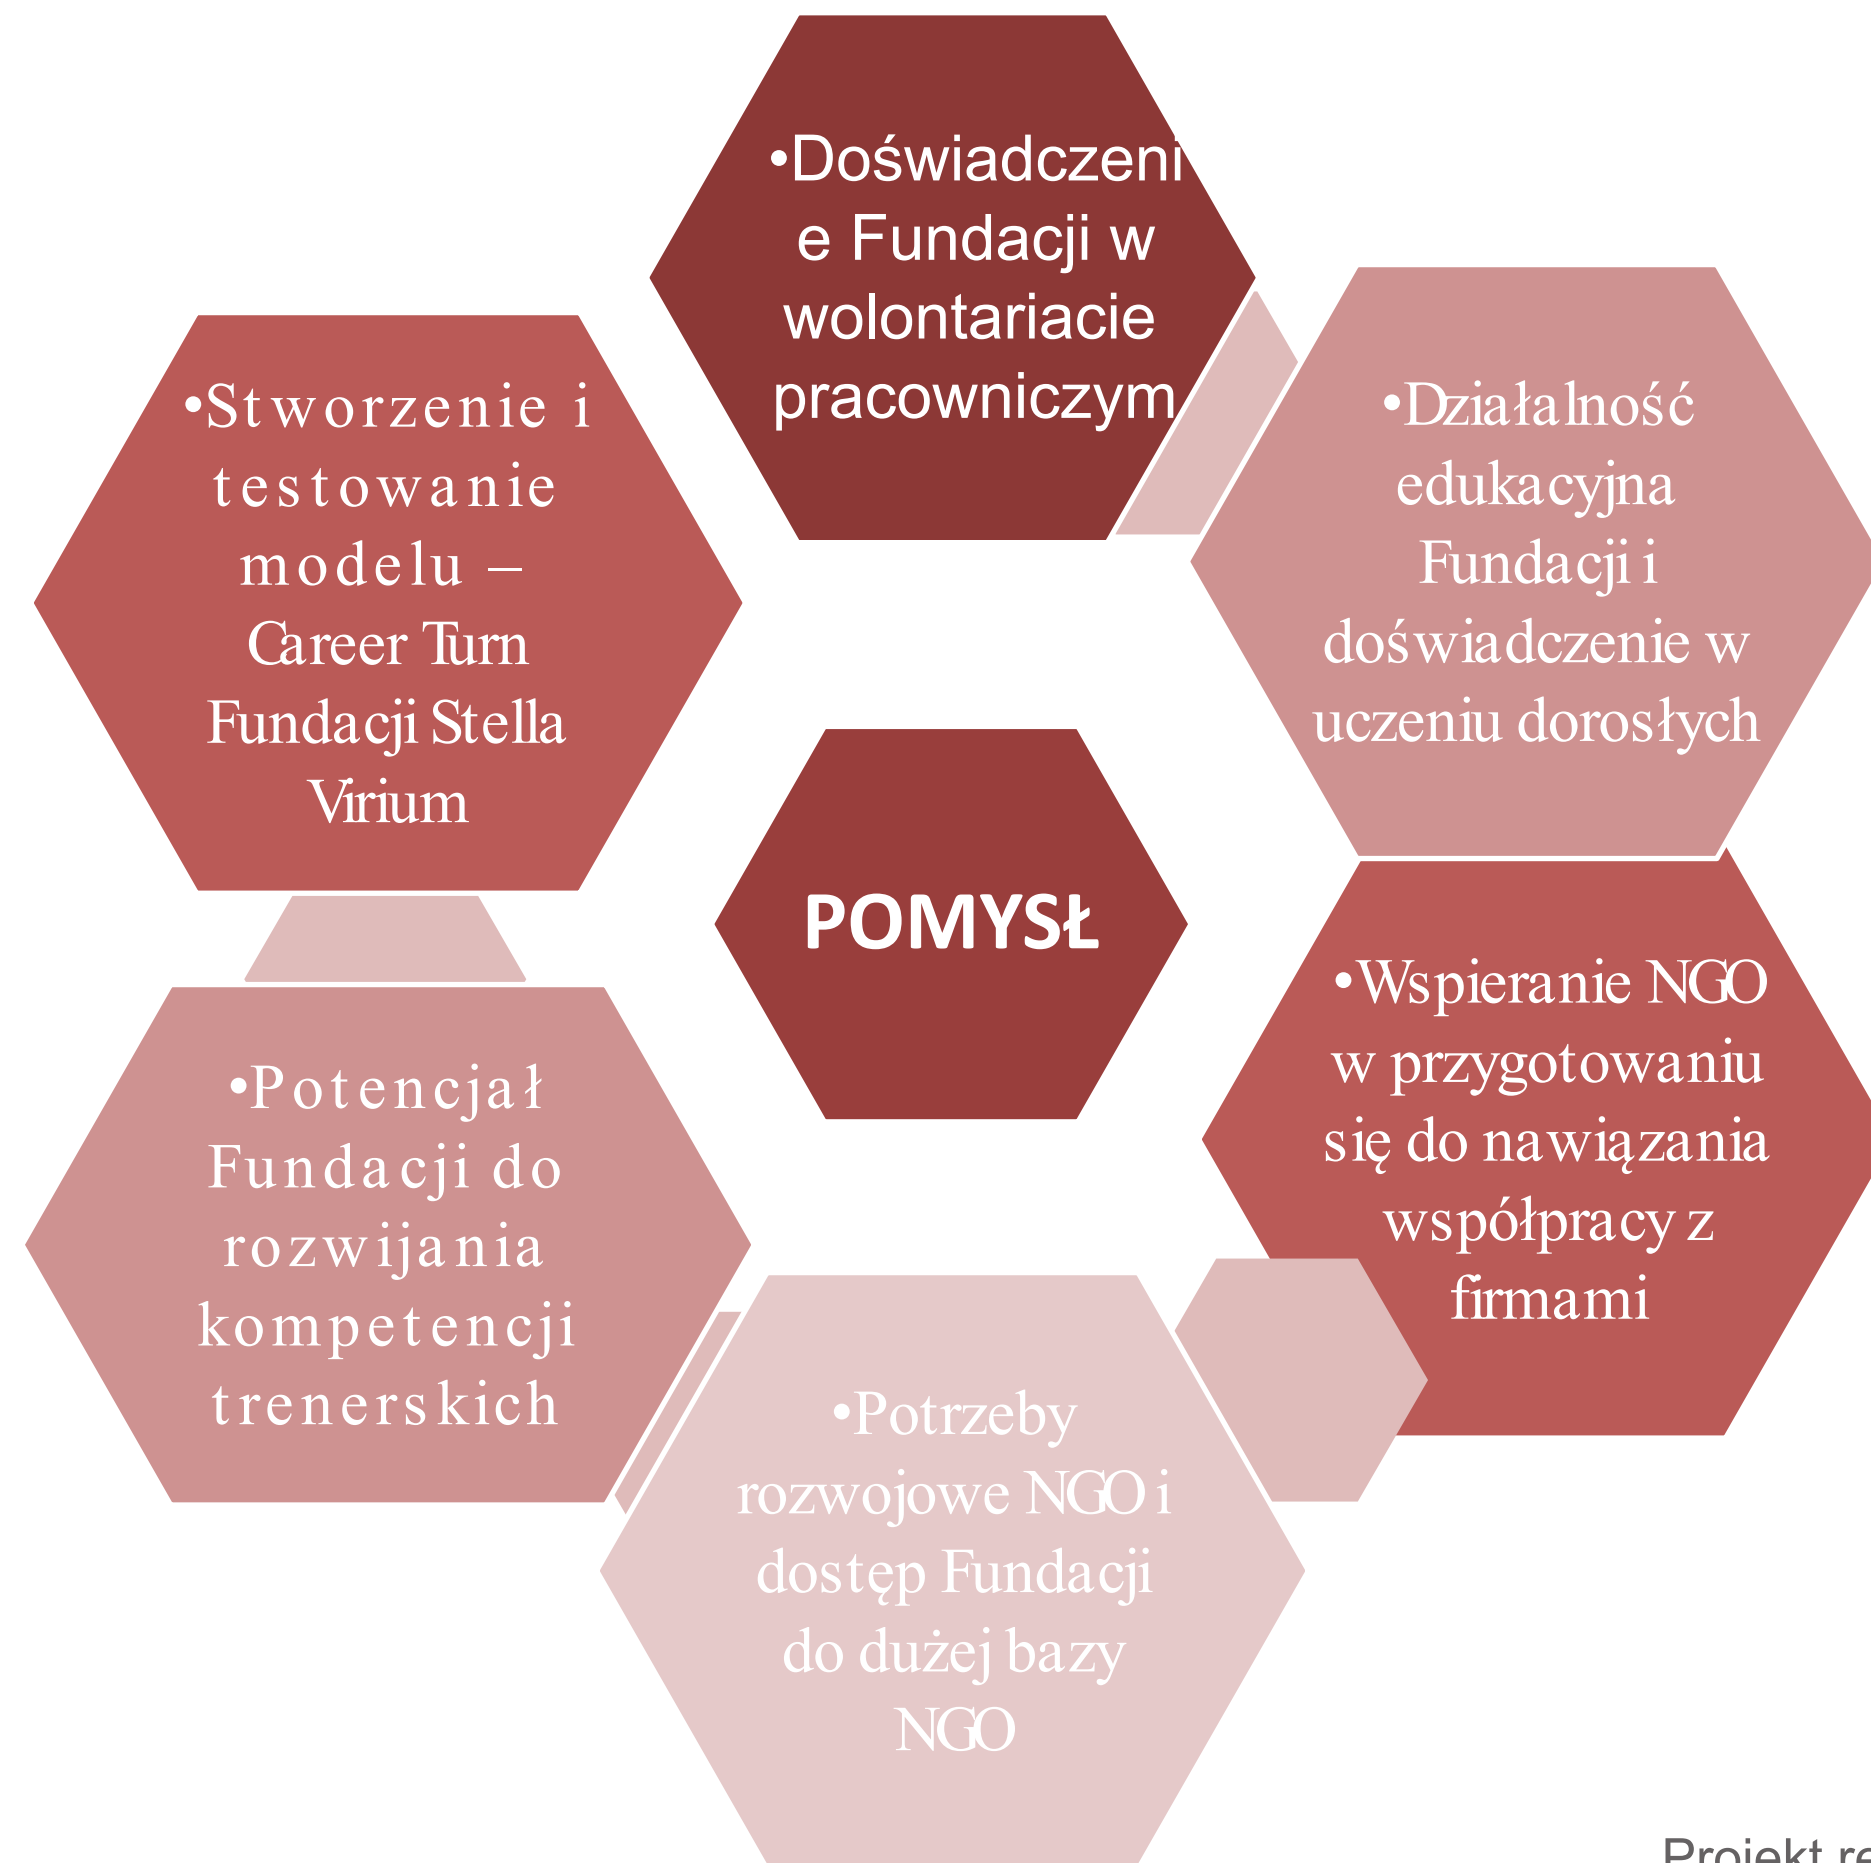 •Doświadczeni
e Fundacji w
wolontariacie
pracowniczym
•Działalność
edukacyjna
Fundacji i
doświadczenie w
uczeniu dorosłych
•Wspieranie NGO
w przygotowaniu
się do nawiązania
współpracy z
firmami
•Potrzeby
rozwojowe NGO i
dostęp Fundacji
do dużej bazy
NGO
•Potencjał
Fundacji do
rozwijania
kompetencji
trenerskich
•Stworzenie i
testowanie
modelu –
Career Turn
Fundacji Stella
Virium
POMYSŁ
Projekt